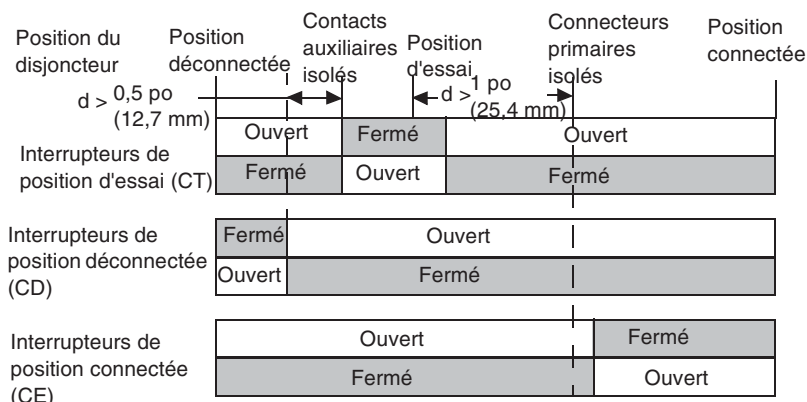 Position du
disjoncteur
Position
déconnectée
Contacts
auxiliaires
isolés
Position
d'essai
Connecteurs
primaires
isolés
Position
connectée
d > 0,5 po
(12,7 mm)
d > 1 po
(25,4 mm)
Interrupteurs de
position d'essai (CT)
Ouvert Fermé Ouvert
Fermé Ouvert Fermé
Interrupteurs de
position déconnectée
(CD)
Fermé Ouvert
Ouvert Fermé
Interrupteurs de
position connectée
(CE)
Ouvert Fermé
Fermé Ouvert